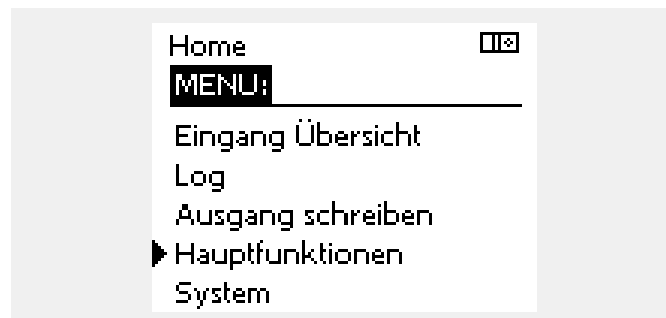 Home
MENU:
Eingang Übersicht
Log
Ausgang schreiben
Hauptfunktionen
System